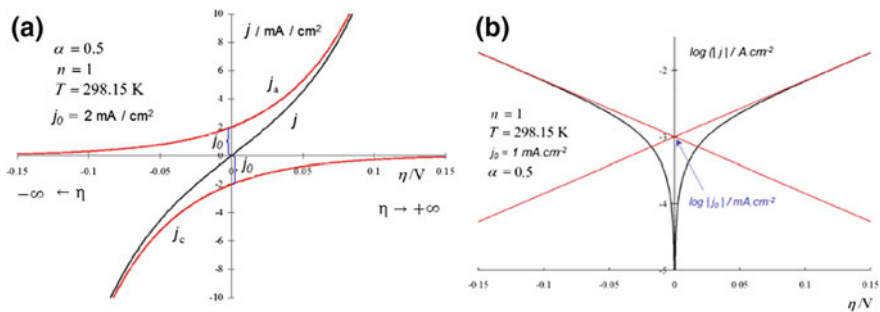 (a)
j / mA / cm²
α = 0.5
n = 1
T = 298.15 K
j₀ = 2 mA / cm²
jₐ
j
j₀
j₀
j_c
10
8
6
4
2
0
-2
-4
-6
-8
-10
-0.15
-0.1
-0.05
0
0.05
0.1
0.15
η/V
−∞ ← η
η → +∞
(b)
log (| j | / A.cm⁻²
n = 1
T = 298.15 K
j₀ = 1 mA.cm⁻²
α = 0.5
log | j₀| / mA.cm⁻²
-2
-3
-4
-5
-0.15
-0.1
-0.05
0
0.05
0.1
0.15
η/V